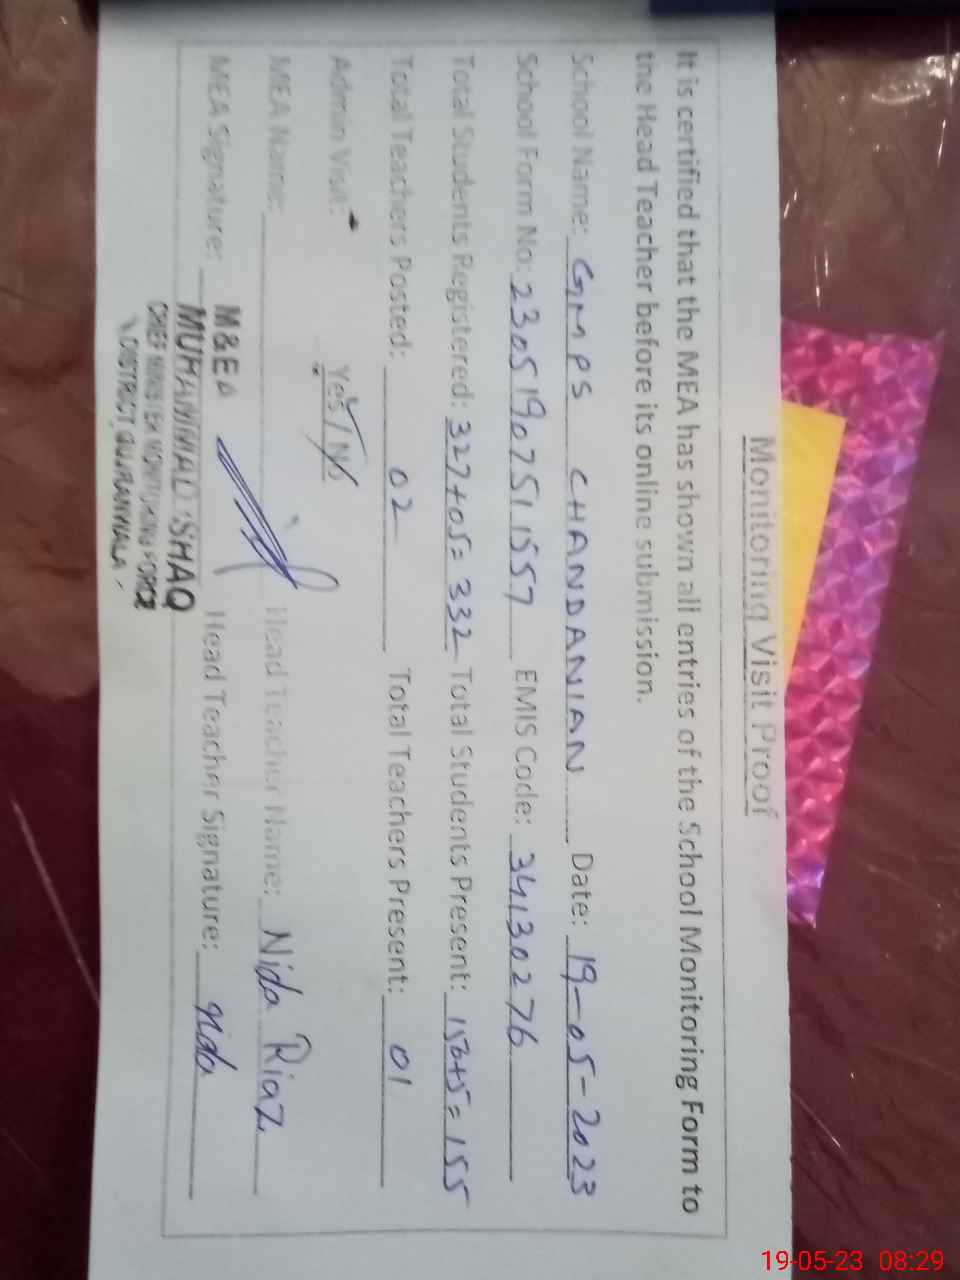 Monitoring Visit Proof
It is certified that the MEA has shown all entries of the School Monitoring Form to
the Head Teacher before its online submission.
School Name: GMPS CHANDANIAN Date: 19-05-2023
School Form No: 23051907511557 EMIS Code: 34130276
Total Students Registered: 327+05=332 Total Students Present: 150+5=155
Total Teachers Posted: 02 Total Teachers Present: 01
Admin Visit: Yes / No
MEA Name: Head Teacher Name: Nida Riaz
MEA Signature: Head Teacher Signature: Nida
M&EA
MUHAMMAD ISHAQ
CHIEF MINISTER MONITORING FORCE
DISTRICT GUJRANWALA
19-05-23 08:29